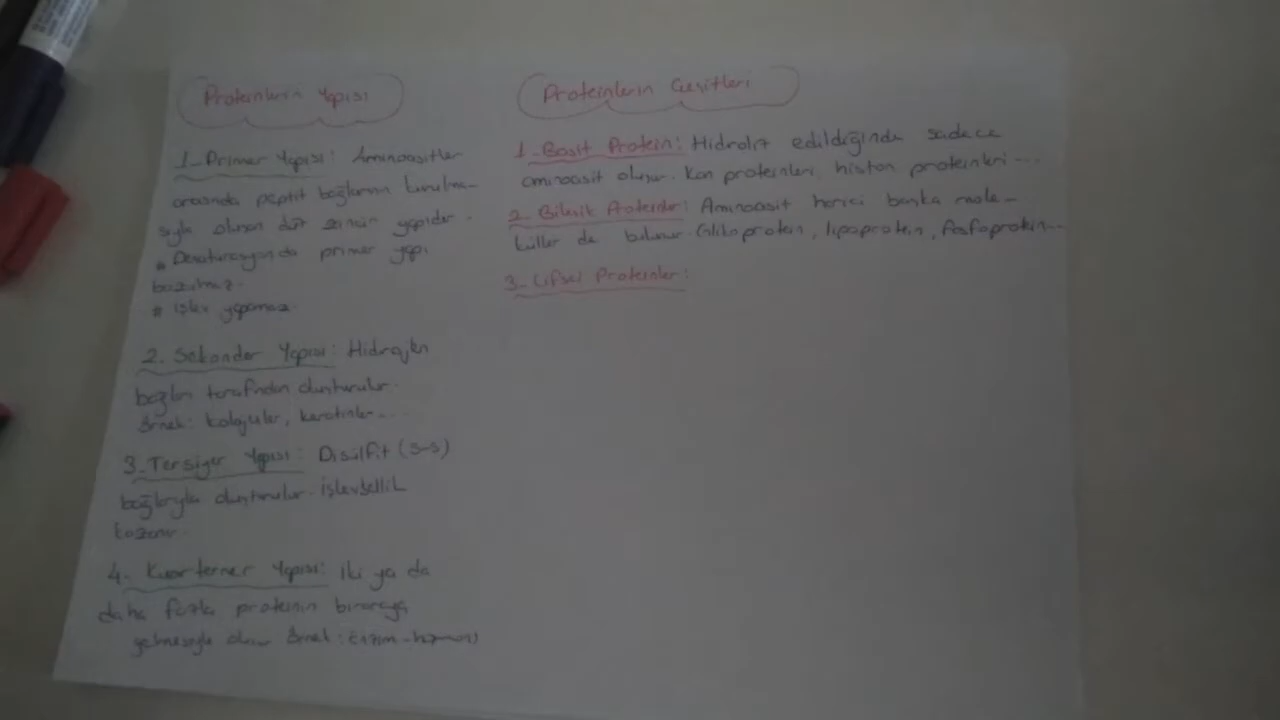 Proteinlerin Yapısı
1. Primer Yapısı: Aminoasitler
arasında peptit bağlarının kurulma-
sıyla oluşan düz zincir yapıdır.
* Denatürasyonda primer yapı
bozulmaz.
* işlev yapamaz.
2. Sekonder Yapısı: Hidrojen
bağları tarafından oluşturulur.
Örnek: kolajenler, keratinler....
3. Tersiyer Yapısı: Disülfit (s-s)
bağlarıyla oluşturulur. işlevsellik
kazanır.
4. Kuarterner Yapısı: İki ya da
daha fazla proteinin biraraya
gelmesiyle oluşur Örnek: enzim-hormon
Proteinlerin Çeşitleri
1. Basit Protein: Hidroliz edildiğinde sadece
aminoasit oluşur. Kan proteinleri, histon proteinleri...
2. Bileşik Proteinler: Aminoasit harici başka mole-
küller de bulunur. Glikoprotein, lipoprotein, fosfoprotein...
3. Lifsel Proteinler: